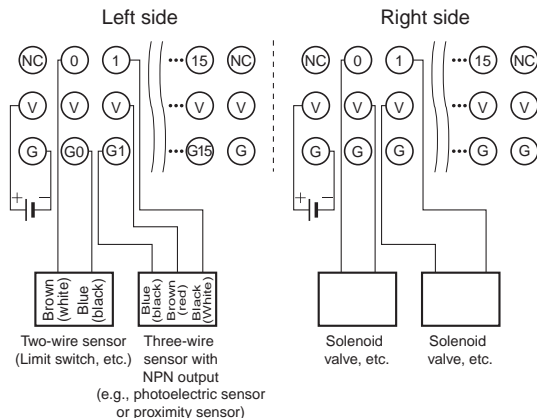 Left side
Right side
NC 0 1 ••• 15 NC
NC 0 1 ••• 15 NC
V V V ••• V V
V V V ••• V V
G G0 G1 ••• G15 G
G G G ••• G G
+ −
+ −
Brown
(white)
Blue
(black)
Blue
(black)
Brown
(red)
Black
(White)
Two-wire sensor
(Limit switch, etc.)
Three-wire
sensor with
NPN output
(e.g., photoelectric sensor
or proximity sensor)
Solenoid
valve, etc.
Solenoid
valve, etc.